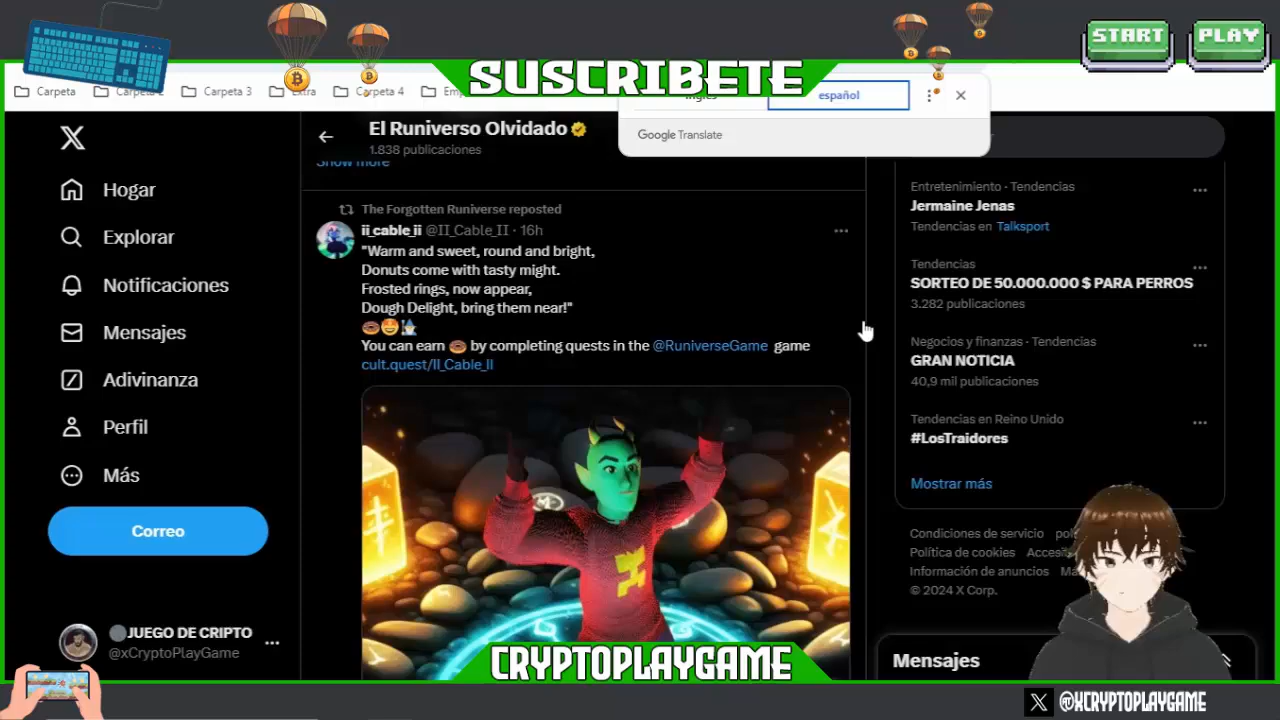 START
PLAY
SUSCRIBETE
Carpeta
Carpeta 2
Carpeta 3
Extra
Carpeta 4
español
Google Translate
El Runiverso Olvidado
1.838 publicaciones
Show more
Hogar
Explorar
Notificaciones
Mensajes
Adivinanza
Perfil
Más
Correo
JUEGO DE CRIPTO
@xCryptoPlayGame
The Forgotten Runiverse reposted
ii_cable_ii @II_Cable_II · 16h
"Warm and sweet, round and bright,
Donuts come with tasty might.
Frosted rings, now appear,
Dough Delight, bring them near!"
🍩🤩🧙‍♂️
You can earn 🍩 by completing quests in the @RuniverseGame game
cult.quest/II_Cable_II
Entretenimiento · Tendencias
Jermaine Jenas
Tendencias en Talksport
Tendencias
SORTEO DE 50.000.000 $ PARA PERROS
3.282 publicaciones
Negocios y finanzas · Tendencias
GRAN NOTICIA
40,9 mil publicaciones
Tendencias en Reino Unido
#LosTraidores
Mostrar más
Condiciones de servicio
Política de cookies
Información de anuncios
© 2024 X Corp.
Mensajes
CRYPTOPLAYGAME
@XCRYPTOPLAYGAME